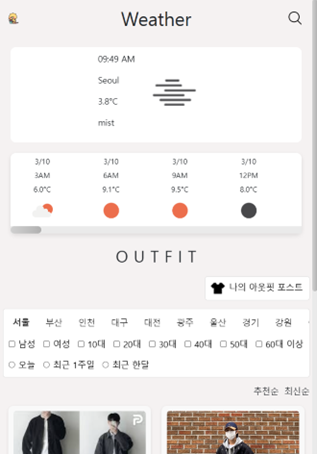 Weather
09:49 AM
Seoul
3.8°C
mist
3/10 3/10 3/10 3/10
3AM 6AM 9AM 12PM
6.0°C 9.1°C 9.5°C 8.0°C
OUTFIT
나의 아웃핏 포스트
서울 부산 인천 대구 대전 광주 울산 경기 강원
남성 여성 10대 20대 30대 40대 50대 60대 이상
오늘 최근 1주일 최근 한달
추천순 최신순